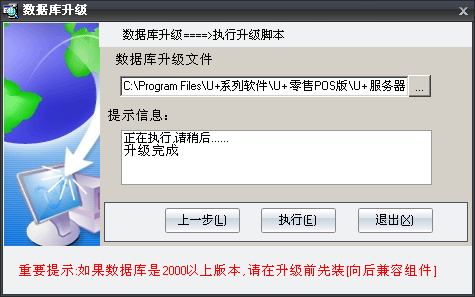 数据库升级
数据库升级====>执行升级脚本
数据库升级文件
C:\Program Files\U+系列软件\U+ 零售POS版\U+ 服务器
...
提示信息:
正在执行,请稍后......
升级完成
上一步(L) 执行(E) 退出(X)
重要提示:如果数据库是2000以上版本,请在升级前先装[向后兼容组件]